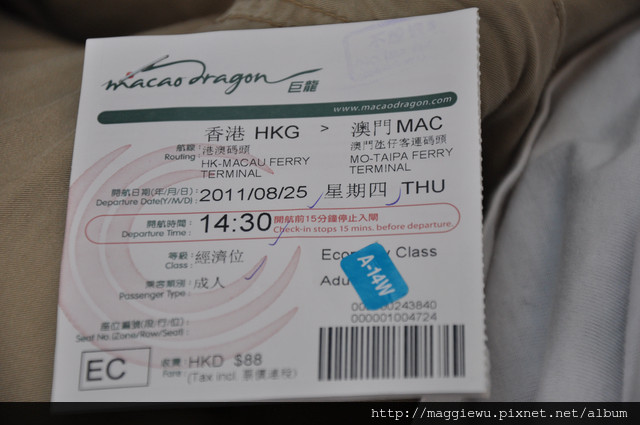 macao dragon 巨龍
www.macaodragon.com
香港 HKG > 澳門 MAC
航線 港澳碼頭 澳門氹仔客運碼頭
Routing: HK-MACAU FERRY TERMINAL MO-TAIPA FERRY TERMINAL
開航日期(年/月/日):
Departure Date(Y/M/D): 2011/08/25 星期四 THU
開航時間: 14:30 開航前15分鐘停止入閘
Departure Time: Check-in stops 15 mins. before departure
等級: 經濟位
Class: Economy Class
乘客類別: 成人
Passenger Type: Adu
A-14W
座位編號(區/行/位):
Seat No.(Zone/Row/Seat):
000001004724
EC
收費: HKD $88
Fare: (Tax incl. 票價連稅)
http://maggiewu.pixnet.net/album